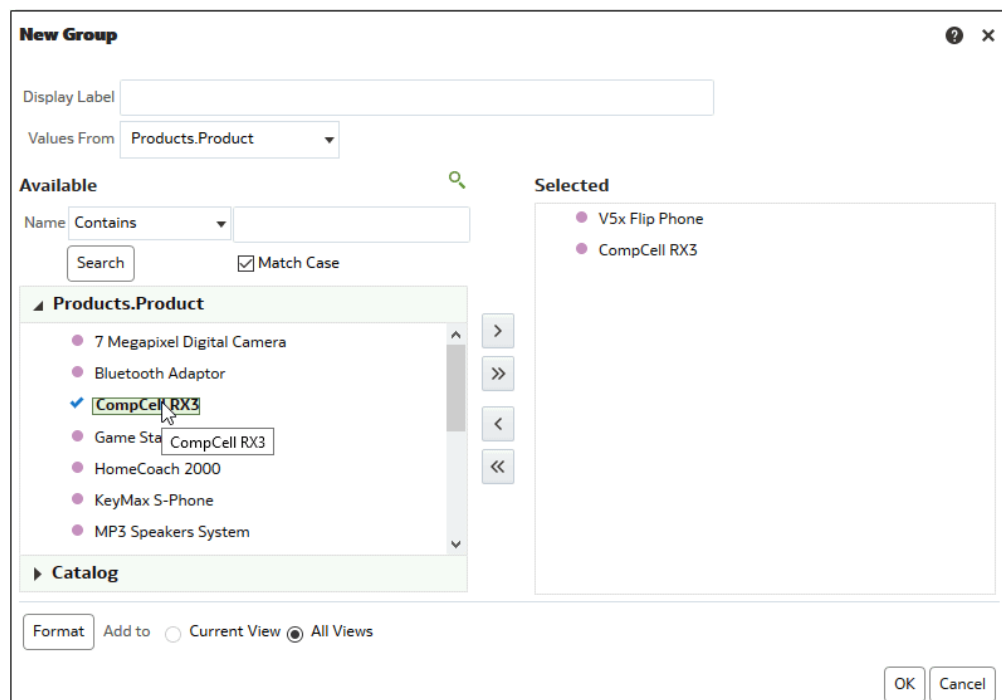 New Group
Display Label
Values From Products.Product
Available
Selected
Name Contains
Search Match Case
Products.Product
7 Megapixel Digital Camera
Bluetooth Adaptor
CompCell RX3
Game Sta
CompCell RX3
HomeCoach 2000
KeyMax S-Phone
MP3 Speakers System
Catalog
V5x Flip Phone
CompCell RX3
Format Add to Current View All Views
OK Cancel